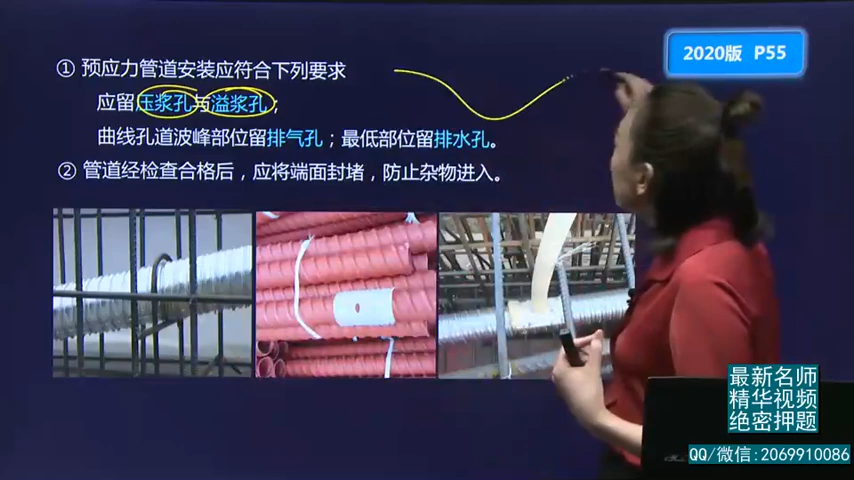 2020版 P55
① 预应力管道安装应符合下列要求
应留压浆孔与溢浆孔；
曲线孔道波峰部位留排气孔；最低部位留排水孔。
② 管道经检查合格后，应将端面封堵，防止杂物进入。
最新名师
精华视频
绝密押题
QQ/微信:2069910086